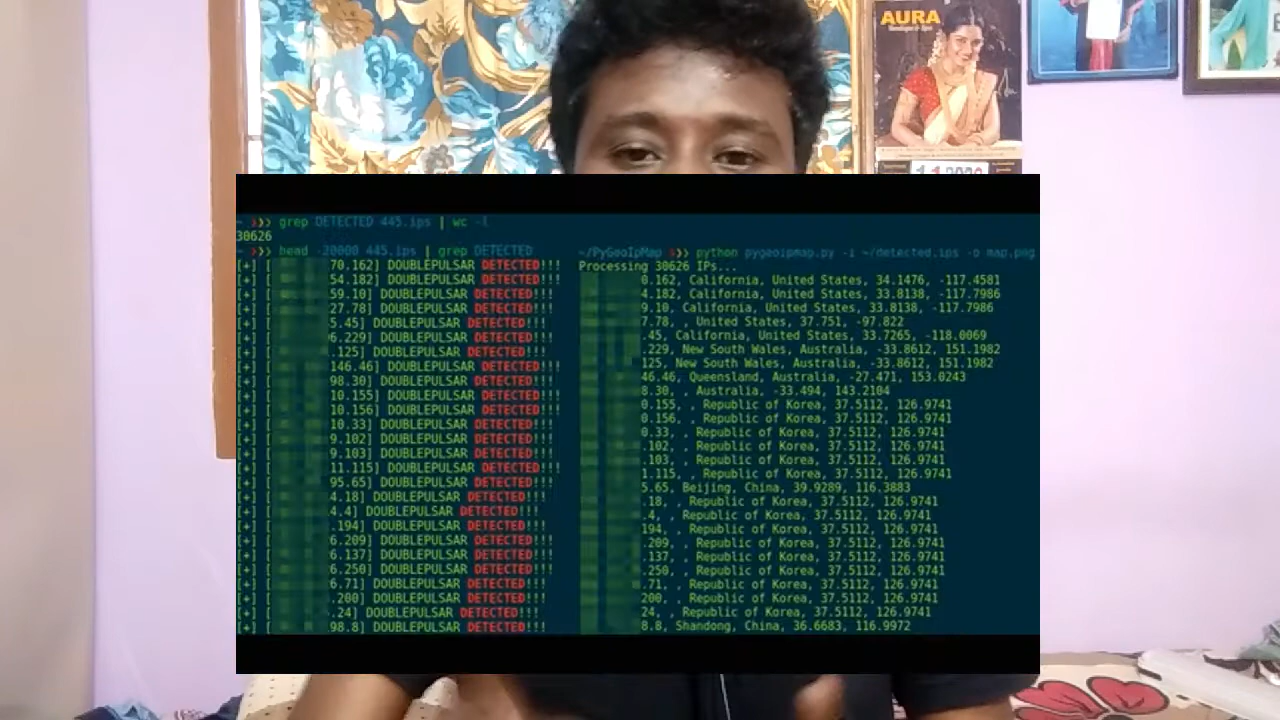 AURA
~ ❯❯❯ grep DETECTED 445.ips | wc -l
30626
~ ❯❯❯ head -20000 445.ips | grep DETECTED
[+] [ 70.162] DOUBLEPULSAR DETECTED!!!
[+] [ 54.182] DOUBLEPULSAR DETECTED!!!
[+] [ 59.10] DOUBLEPULSAR DETECTED!!!
[+] [ 27.78] DOUBLEPULSAR DETECTED!!!
[+] [ 5.45] DOUBLEPULSAR DETECTED!!!
[+] [ 6.229] DOUBLEPULSAR DETECTED!!!
[+] [ .125] DOUBLEPULSAR DETECTED!!!
[+] [ 146.46] DOUBLEPULSAR DETECTED!!!
[+] [ 98.30] DOUBLEPULSAR DETECTED!!!
[+] [ 10.155] DOUBLEPULSAR DETECTED!!!
[+] [ 10.156] DOUBLEPULSAR DETECTED!!!
[+] [ 10.33] DOUBLEPULSAR DETECTED!!!
[+] [ 9.102] DOUBLEPULSAR DETECTED!!!
[+] [ 9.103] DOUBLEPULSAR DETECTED!!!
[+] [ 11.115] DOUBLEPULSAR DETECTED!!!
[+] [ 95.65] DOUBLEPULSAR DETECTED!!!
[+] [ 4.18] DOUBLEPULSAR DETECTED!!!
[+] [ 4.4] DOUBLEPULSAR DETECTED!!!
[+] [ .194] DOUBLEPULSAR DETECTED!!!
[+] [ 6.209] DOUBLEPULSAR DETECTED!!!
[+] [ 6.137] DOUBLEPULSAR DETECTED!!!
[+] [ 6.250] DOUBLEPULSAR DETECTED!!!
[+] [ 6.71] DOUBLEPULSAR DETECTED!!!
[+] [ .200] DOUBLEPULSAR DETECTED!!!
[+] [ .24] DOUBLEPULSAR DETECTED!!!
[+] [ 98.8] DOUBLEPULSAR DETECTED!!!
~/PyGeoIpMap ❯❯❯ python pygeoipmap.py -i ~/detected.ips -o map.png
Processing 30626 IPs...
0.162, California, United States, 34.1476, -117.4581
4.182, California, United States, 33.8138, -117.7986
9.10, California, United States, 33.8138, -117.7986
7.78, , United States, 37.751, -97.822
.45, California, United States, 33.7265, -118.0069
.229, New South Wales, Australia, -33.8612, 151.1982
125, New South Wales, Australia, -33.8612, 151.1982
46.46, Queensland, Australia, -27.471, 153.0243
8.30, , Australia, -33.494, 143.2104
0.155, , Republic of Korea, 37.5112, 126.9741
0.156, , Republic of Korea, 37.5112, 126.9741
0.33, , Republic of Korea, 37.5112, 126.9741
.102, , Republic of Korea, 37.5112, 126.9741
.103, , Republic of Korea, 37.5112, 126.9741
1.115, , Republic of Korea, 37.5112, 126.9741
5.65, Beijing, China, 39.9289, 116.3883
.18, , Republic of Korea, 37.5112, 126.9741
.4, , Republic of Korea, 37.5112, 126.9741
194, , Republic of Korea, 37.5112, 126.9741
.209, , Republic of Korea, 37.5112, 126.9741
.137, , Republic of Korea, 37.5112, 126.9741
.250, , Republic of Korea, 37.5112, 126.9741
.71, , Republic of Korea, 37.5112, 126.9741
200, , Republic of Korea, 37.5112, 126.9741
24, , Republic of Korea, 37.5112, 126.9741
8.8, Shandong, China, 36.6683, 116.9972